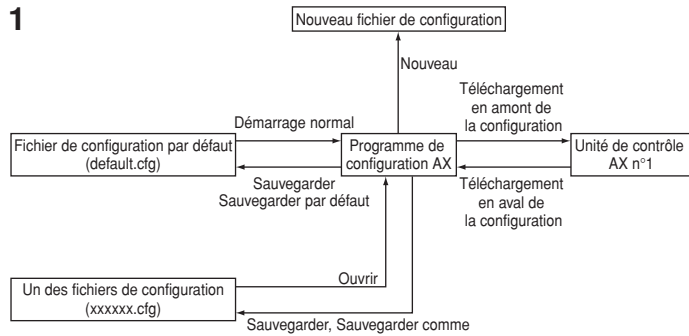 1
Nouveau fichier de configuration
Nouveau
Téléchargement
en amont de
la configuration
Démarrage normal
Fichier de configuration par défaut
(default.cfg)
Programme de
configuration AX
Unité de contrôle
AX n°1
Sauvegarder
Sauvegarder par défaut
Téléchargement
en aval de
la configuration
Ouvrir
Un des fichiers de configuration
(xxxxxx.cfg)
Sauvegarder, Sauvegarder comme